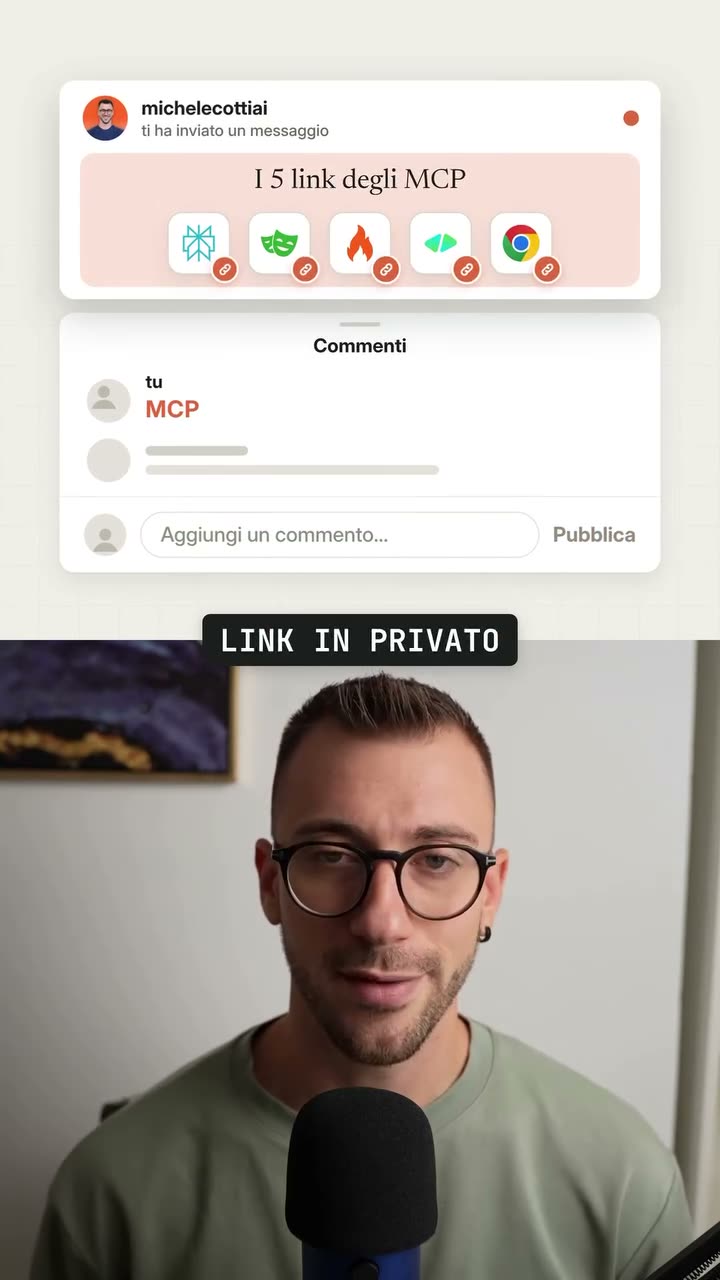 michelecottiai
ti ha inviato un messaggio
I 5 link degli MCP
Commenti
tu
MCP
Aggiungi un commento...
Pubblica
LINK IN PRIVATO